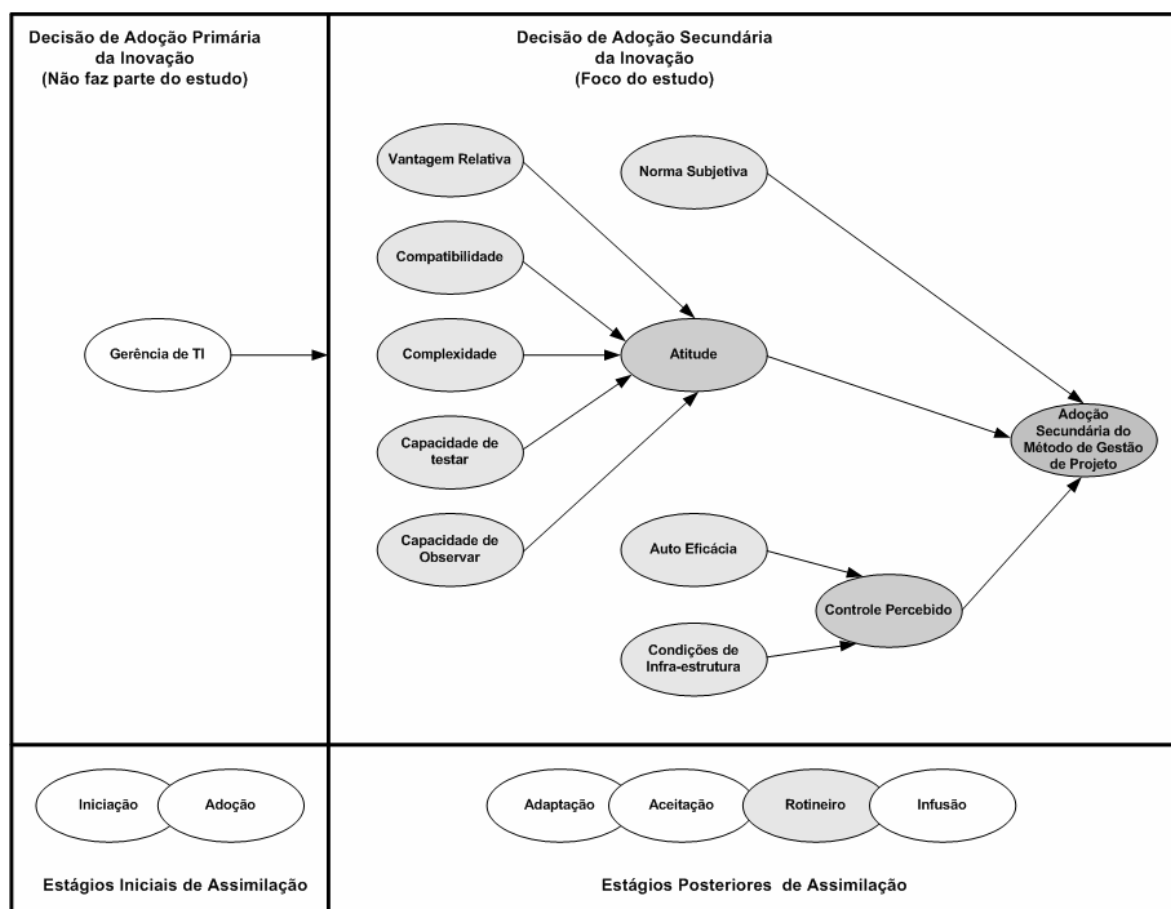 Decisão de Adoção Primária
da Inovação
(Não faz parte do estudo)
Gerência de TI
Decisão de Adoção Secundária
da Inovação
(Foco do estudo)
Vantagem Relativa
Norma Subjetiva
Compatibilidade
Complexidade
Atitude
Capacidade de
testar
Adoção
Secundária do
Método de Gestão
de Projeto
Capacidade de
Observar
Auto Eficácia
Controle Percebido
Condições de
Infra-estrutura
Iniciação
Adoção
Estágios Iniciais de Assimilação
Adaptação
Aceitação
Rotineiro
Infusão
Estágios Posteriores de Assimilação